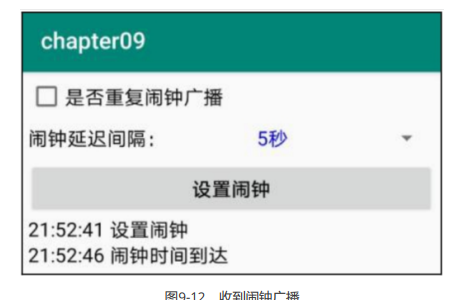 chapter09
是否重复闹钟广播
闹钟延迟间隔: 5秒
设置闹钟
21:52:41 设置闹钟
21:52:46 闹钟时间到达
图9-12 收到闹钟广播